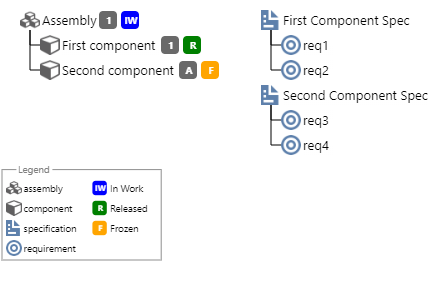 Assembly 1 IW
First component 1 R
Second component A F
First Component Spec
req1
req2
Second Component Spec
req3
req4
Legend
assembly IW In Work
component R Released
specification F Frozen
requirement